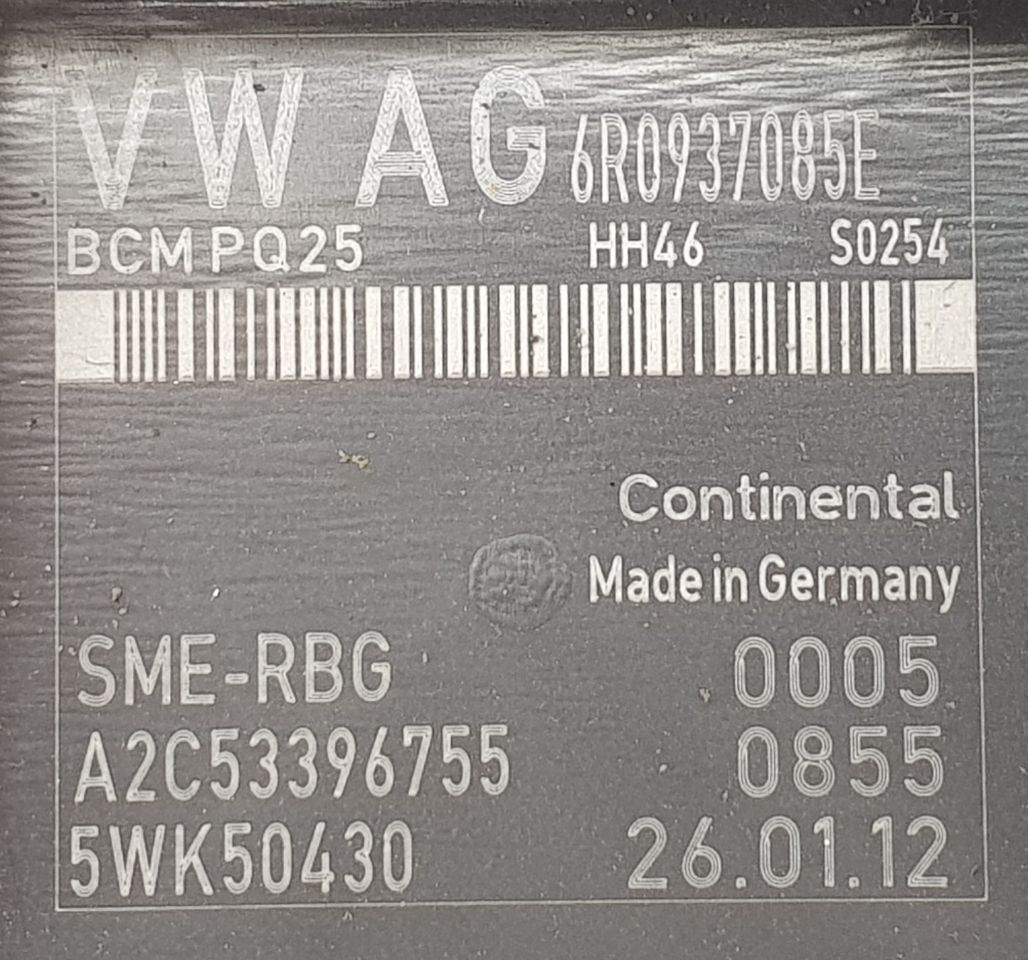 VW AG 6R0937085E
BCM PQ25 HH46 S0254
Continental
Made in Germany
SME-RBG 0005
A2C53396755 0855
5WK50430 26.01.12